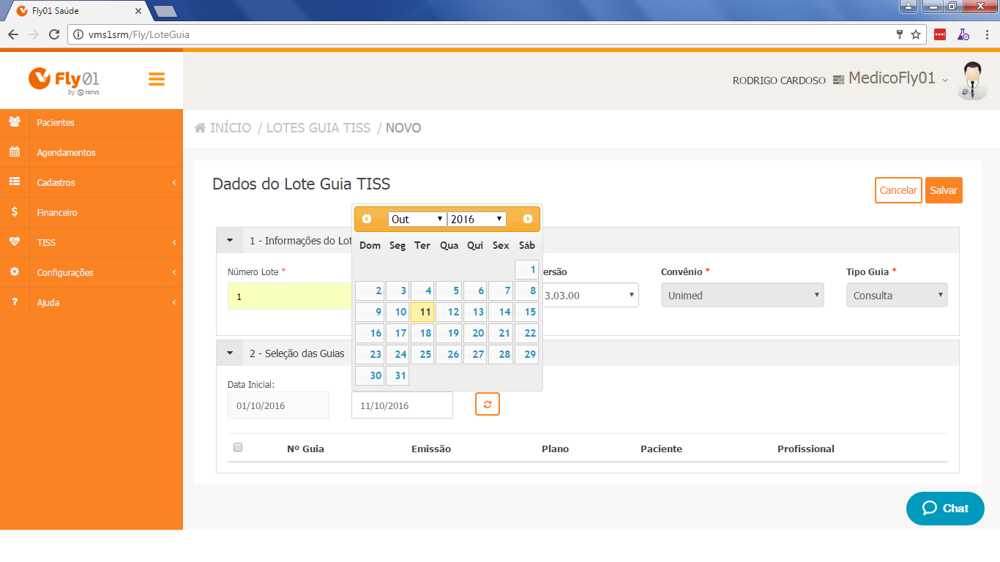 Fly01 Saúde
vms1srm/Fly/LoteGuia
Fly01
by TOTVS
RODRIGO CARDOSO MedicoFly01
Pacientes
Agendamentos
Cadastros
Financeiro
TISS
Configurações
Ajuda
INÍCIO / LOTES GUIA TISS / NOVO
Dados do Lote Guia TISS
Cancelar Salvar
Out 2016
Dom Seg Ter Qua Qui Sex Sáb
1
2 3 4 5 6 7 8
9 10 11 12 13 14 15
16 17 18 19 20 21 22
23 24 25 26 27 28 29
30 31
1 - Informações do Lot
Número Lote * ersão Convênio * Tipo Guia *
1 3.03.00 Unimed Consulta
2 - Seleção das Guias
Data Inicial:
01/10/2016 11/10/2016
Nº Guia Emissão Plano Paciente Profissional
Chat